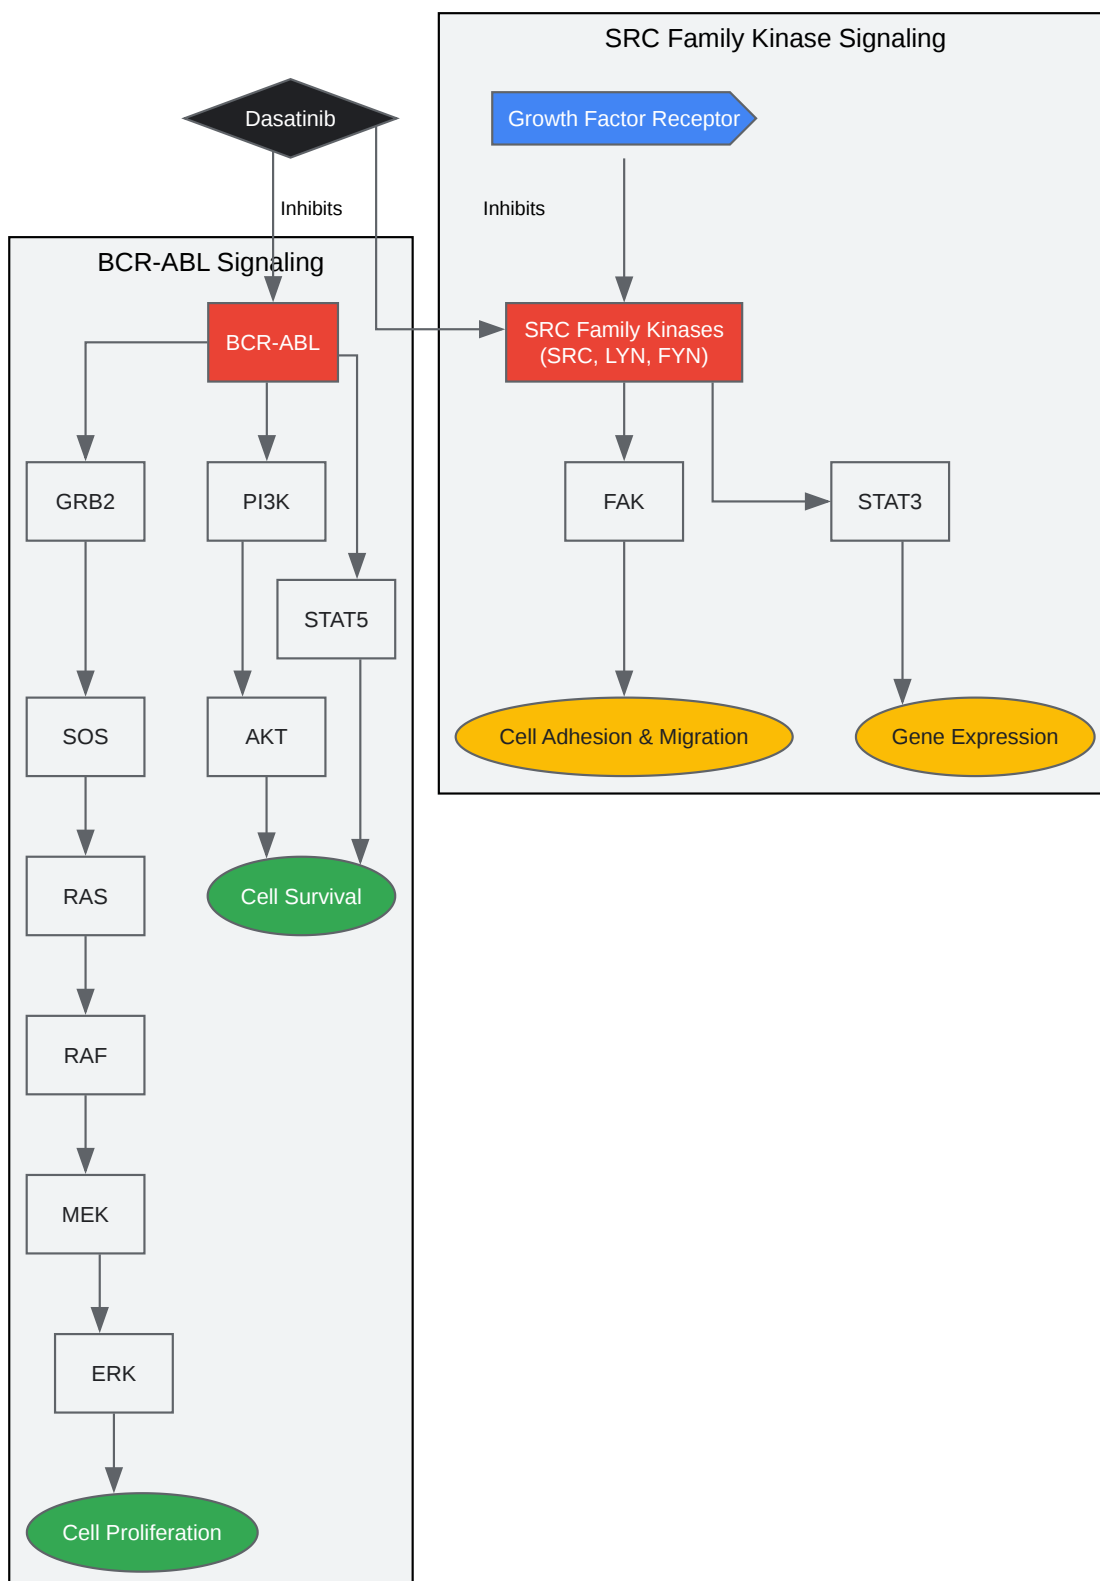 SRC Family Kinase Signaling
Dasatinib
Growth Factor Receptor
Inhibits
Inhibits
BCR-ABL Signaling
BCR-ABL
SRC Family Kinases
(SRC, LYN, FYN)
GRB2
PI3K
FAK
STAT3
STAT5
SOS
AKT
Cell Adhesion & Migration
Gene Expression
RAS
Cell Survival
RAF
MEK
ERK
Cell Proliferation